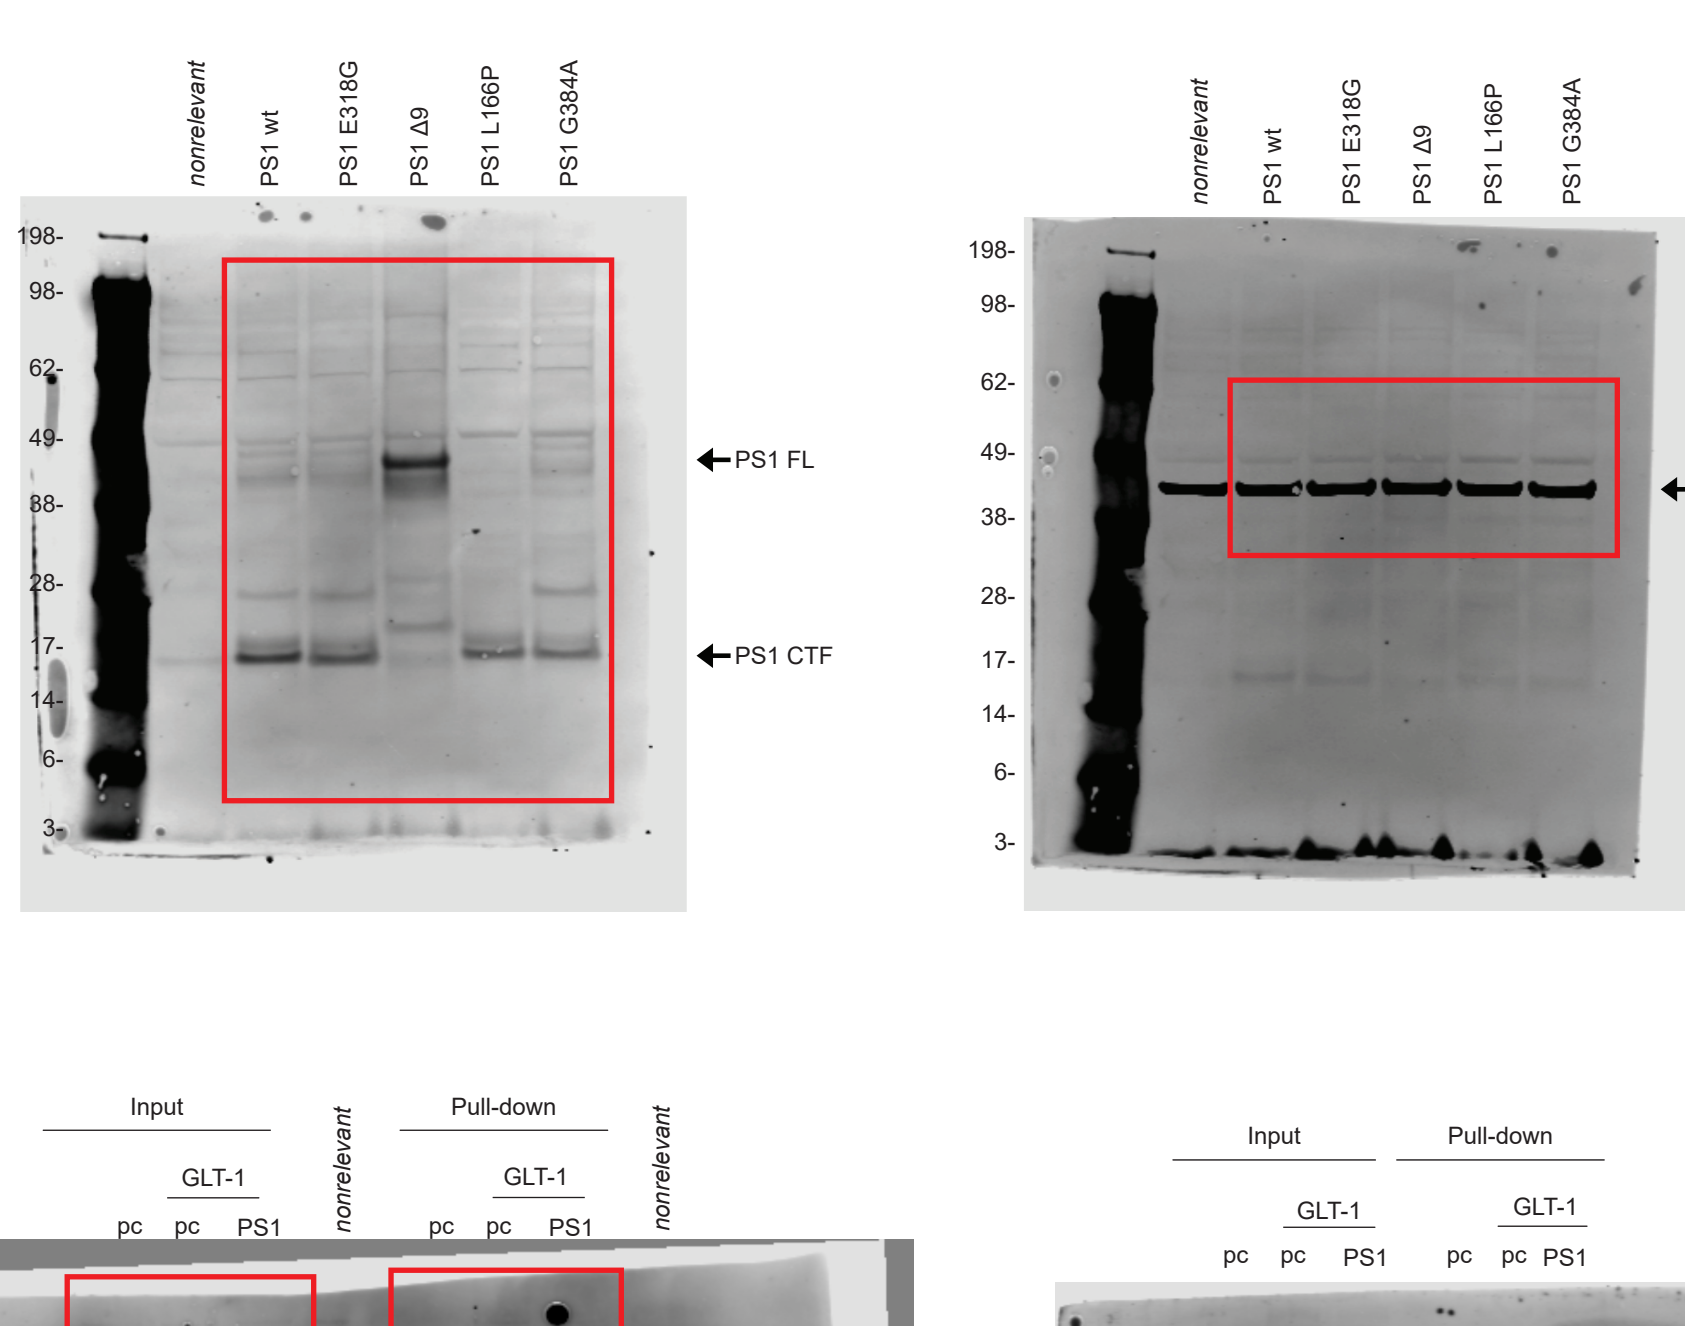 nonrelevant
PS1 wt
PS1 E318G
PS1 Δ9
PS1 L166P
PS1 G384A
198-
98-
62-
49-
38-
28-
17-
14-
6-
3-
PS1 FL
PS1 CTF
nonrelevant
PS1 wt
PS1 E318G
PS1 Δ9
PS1 L166P
PS1 G384A
198-
98-
62-
49-
38-
28-
17-
14-
6-
3-
Input
nonrelevant
Pull-down
nonrelevant
GLT-1
GLT-1
pc pc PS1
pc pc PS1
Input
Pull-down
GLT-1
GLT-1
pc pc PS1
pc pc PS1